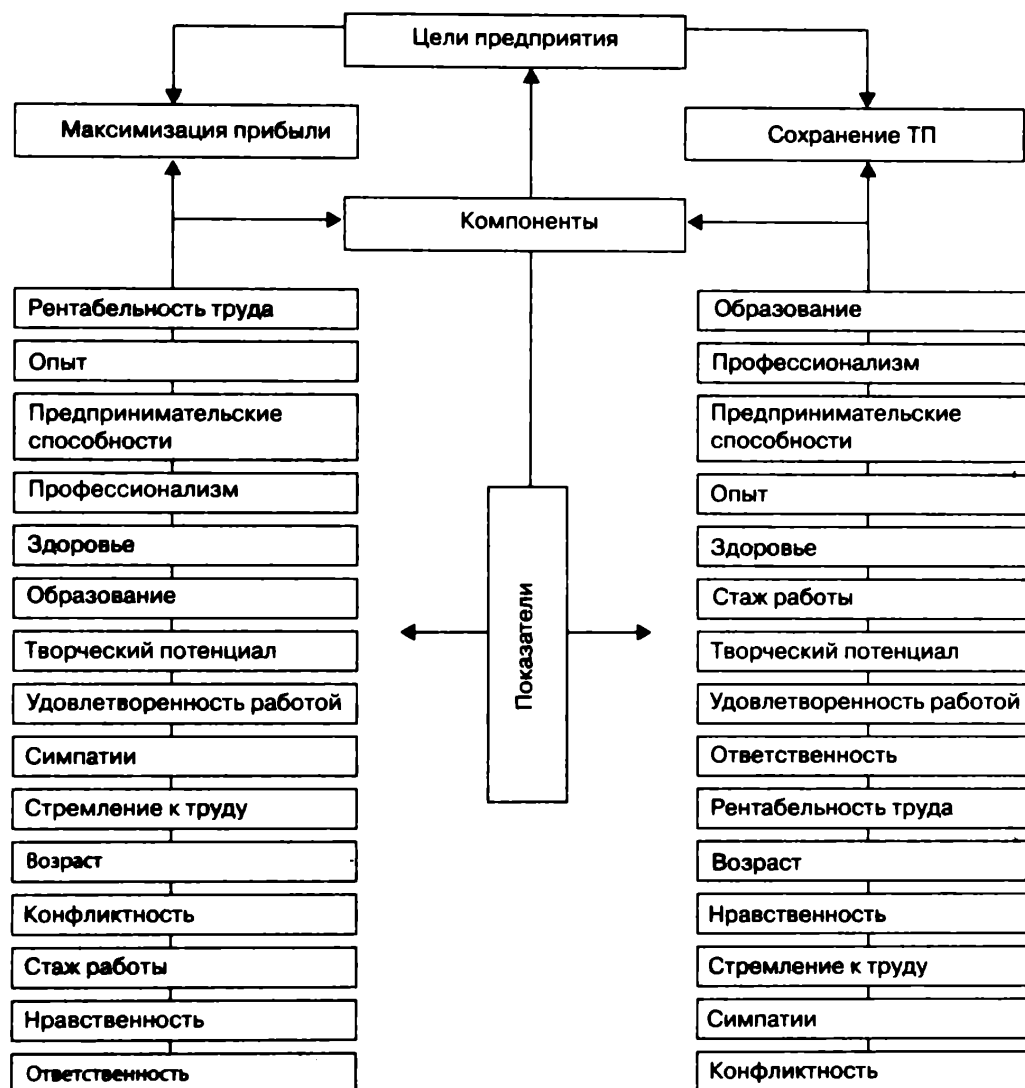 Цели предприятия
Максимизация прибыли
Сохранение ТП
Компоненты
Рентабельность труда
Опыт
Предпринимательские
способности
Профессионализм
Здоровье
Образование
Творческий потенциал
Удовлетворенность работой
Симпатии
Стремление к труду
Возраст
Конфликтность
Стаж работы
Нравственность
Ответственность
Показатели
Образование
Профессионализм
Предпринимательские
способности
Опыт
Здоровье
Стаж работы
Творческий потенциал
Удовлетворенность работой
Ответственность
Рентабельность труда
Возраст
Нравственность
Стремление к труду
Симпатии
Конфликтность